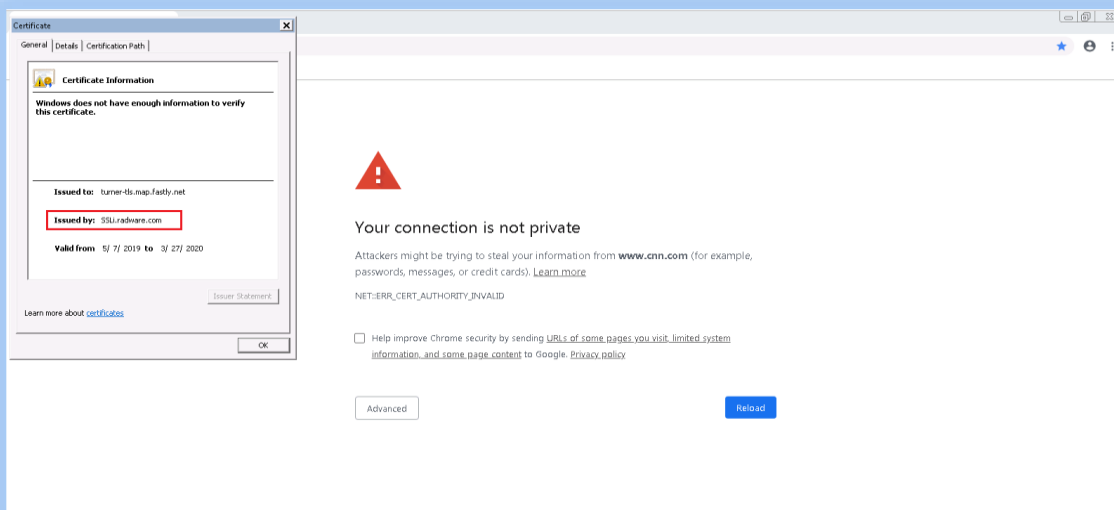 Certificate
General
Details
Certification Path
Certificate Information
Windows does not have enough information to verify
this certificate.
Issued to: turner-tls.map.fastly.net
Issued by: SSLi.radware.com
Valid from 5/ 7/ 2019 to 3/ 27/ 2020
Issuer Statement
Learn more about certificates
OK
Your connection is not private
Attackers might be trying to steal your information from www.cnn.com (for example,
passwords, messages, or credit cards). Learn more
NET::ERR_CERT_AUTHORITY_INVALID
Help improve Chrome security by sending URLs of some pages you visit, limited system
information, and some page content to Google. Privacy policy
Advanced
Reload